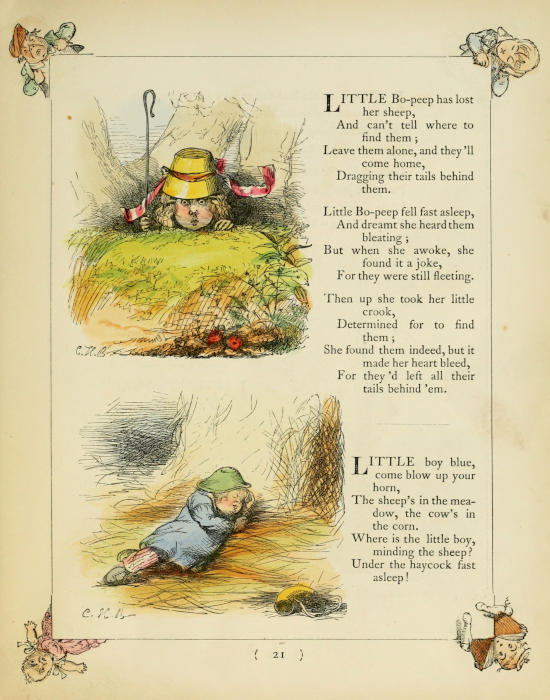 LITTLE Bo-peep has lost
her sheep,
And can't tell where to
find them ;
Leave them alone, and they'll
come home,
Dragging their tails behind
them.
Little Bo-peep fell fast asleep,
And dreamt she heard them
bleating ;
But when she awoke, she
found it a joke,
For they were still fleeting.
Then up she took her little
crook,
Determined for to find
them ;
She found them indeed, but it
made her heart bleed,
For they 'd left all their
tails behind 'em.
C. H. B
LITTLE boy blue,
come blow up your
horn,
The sheep's in the mea-
dow, the cow's in
the corn.
Where is the little boy,
minding the sheep?
Under the haycock fast
asleep!
C. H. B
( 21 )